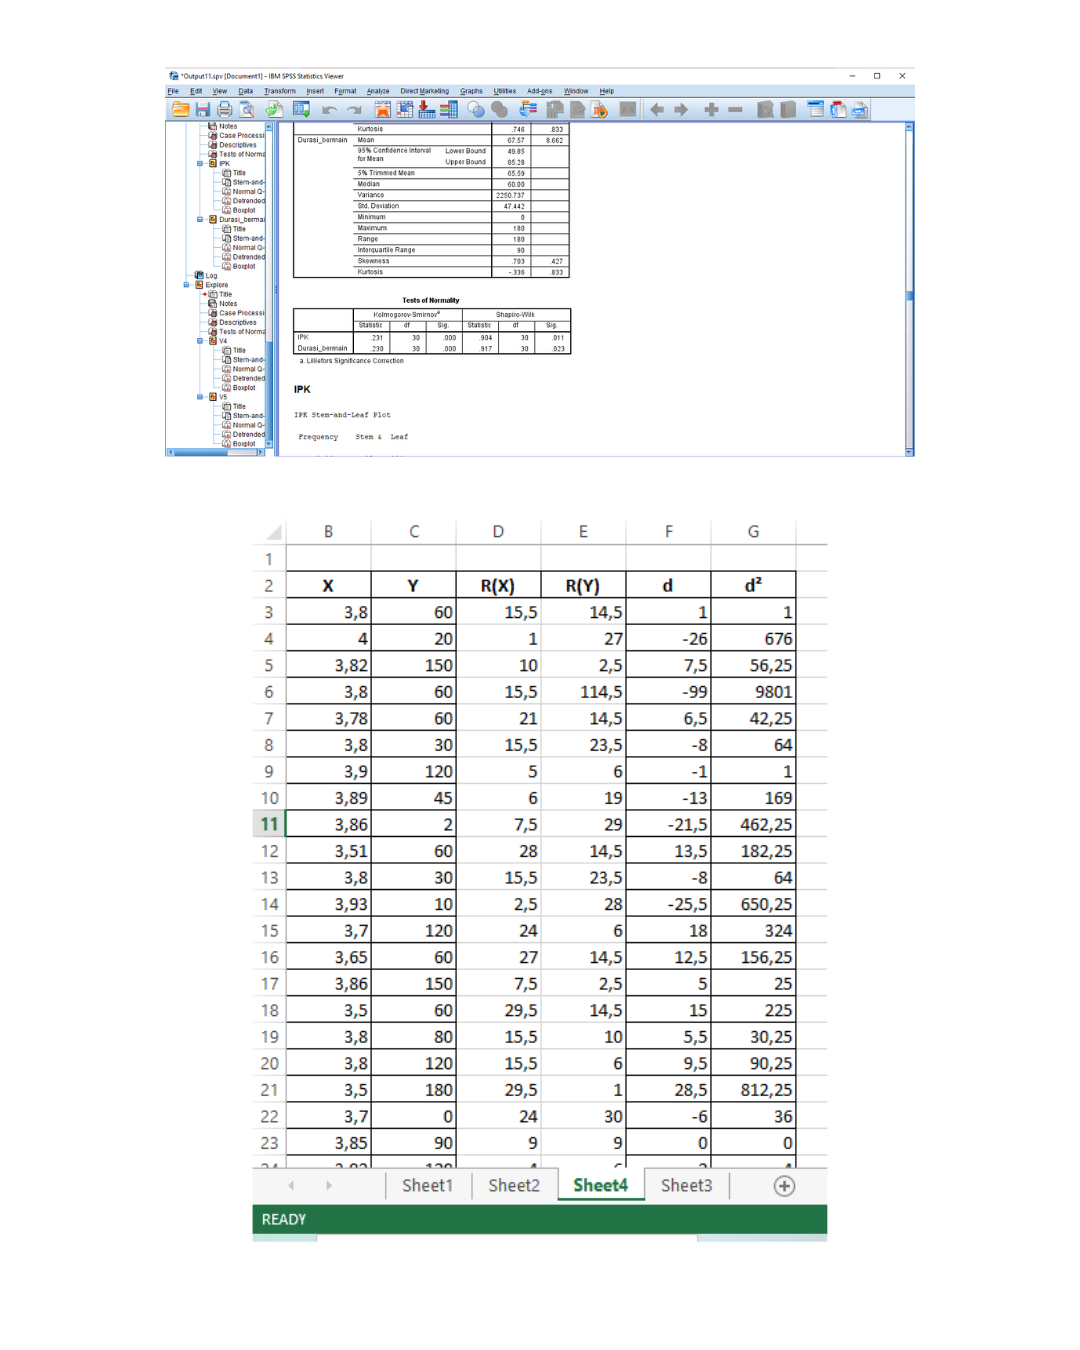 *Output11.spv [Document1] - IBM SPSS Statistics Viewer
File Edit View Data Transform Insert Format Analyze Direct Marketing Graphs Utilities Add-ons Window Help
Notes
Case Processi
Descriptives
Tests of Norma
IPK
Title
Stem-and-
Normal Q-
Detrended
Boxplot
Durasi_bermai
Title
Stem-and-
Normal Q-
Detrended
Boxplot
Log
Explore
Title
Notes
Case Processi
Descriptives
Tests of Norma
V4
Title
Stem-and-
Normal Q-
Detrended
Boxplot
V5
Title
Stem-and-
Normal Q-
Detrended
Boxplot
Kurtosis .746 .833
Durasi_bermain Mean 67.57 8.662
95% Confidence Interval for Mean Lower Bound 49.85
Upper Bound 85.28
5% Trimmed Mean 65.59
Median 60.00
Variance 2250.737
Std. Deviation 47.442
Minimum 0
Maximum 180
Range 180
Interquartile Range 90
Skewness .703 .427
Kurtosis -.336 .833
Tests of Normality
Kolmogorov-Smirnov a Shapiro-Wilk
Statistic df Sig. Statistic df Sig.
IPK .231 30 .000 .904 30 .011
Durasi_bermain .230 30 .000 .917 30 .023
a. Lilliefors Significance Correction
IPK
IPK Stem-and-Leaf Plot
Frequency Stem & Leaf
B C D E F G
1
2 X Y R(X) R(Y) d d²
3 3,8 60 15,5 14,5 1 1
4 4 20 1 27 -26 676
5 3,82 150 10 2,5 7,5 56,25
6 3,8 60 15,5 114,5 -99 9801
7 3,78 60 21 14,5 6,5 42,25
8 3,8 30 15,5 23,5 -8 64
9 3,9 120 5 6 -1 1
10 3,89 45 6 19 -13 169
11 3,86 2 7,5 29 -21,5 462,25
12 3,51 60 28 14,5 13,5 182,25
13 3,8 30 15,5 23,5 -8 64
14 3,93 10 2,5 28 -25,5 650,25
15 3,7 120 24 6 18 324
16 3,65 60 27 14,5 12,5 156,25
17 3,86 150 7,5 2,5 5 25
18 3,5 60 29,5 14,5 15 225
19 3,8 80 15,5 10 5,5 30,25
20 3,8 120 15,5 6 9,5 90,25
21 3,5 180 29,5 1 28,5 812,25
22 3,7 0 24 30 -6 36
23 3,85 90 9 9 0 0
Sheet1 Sheet2 Sheet4 Sheet3
READY